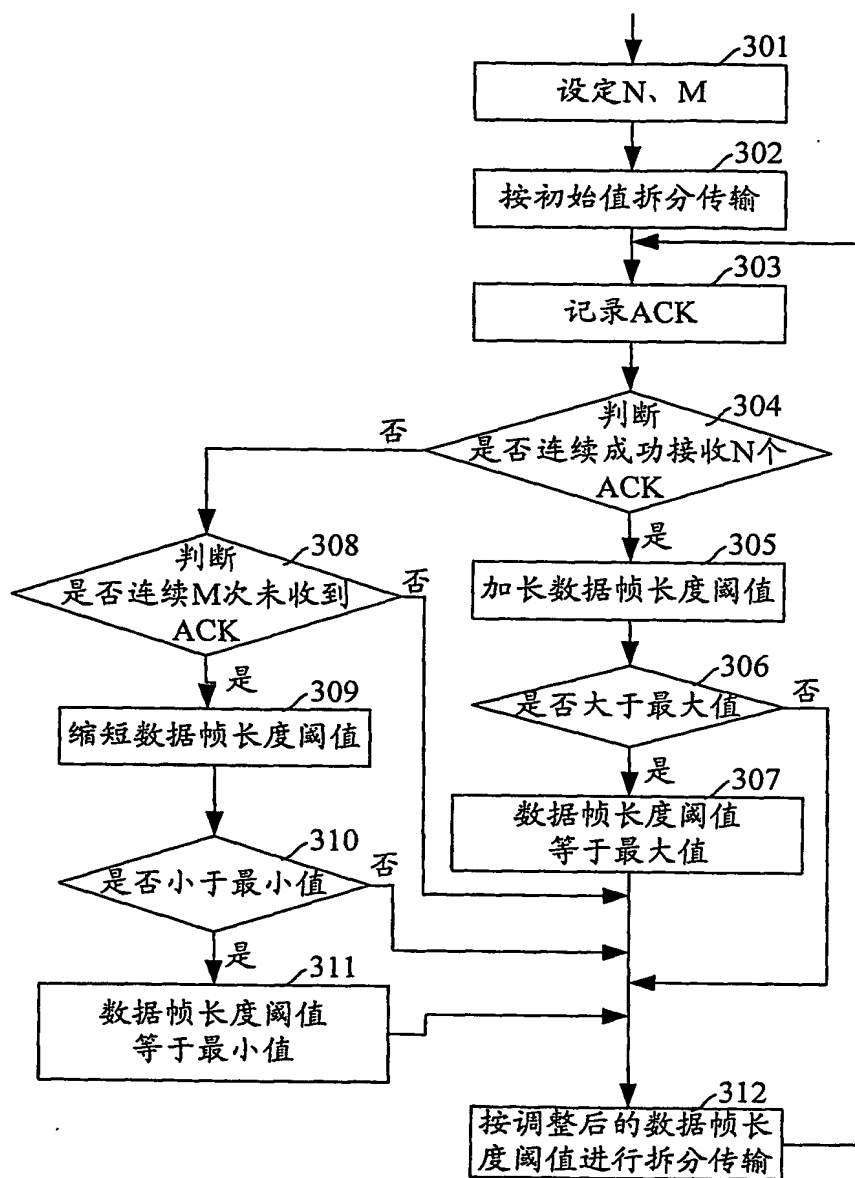 301
设定N、M
302
按初始值拆分传输
303
记录ACK
304
判断
是否连续成功接收N个
ACK
否
是
308
判断
是否连续M次未收到
ACK
否
是
305
加长数据帧长度阈值
306
是否大于最大值
否
是
309
缩短数据帧长度阈值
307
数据帧长度阈值
等于最大值
310
是否小于最小值
否
是
311
数据帧长度阈值
等于最小值
312
按调整后的数据帧长
度阈值进行拆分传输